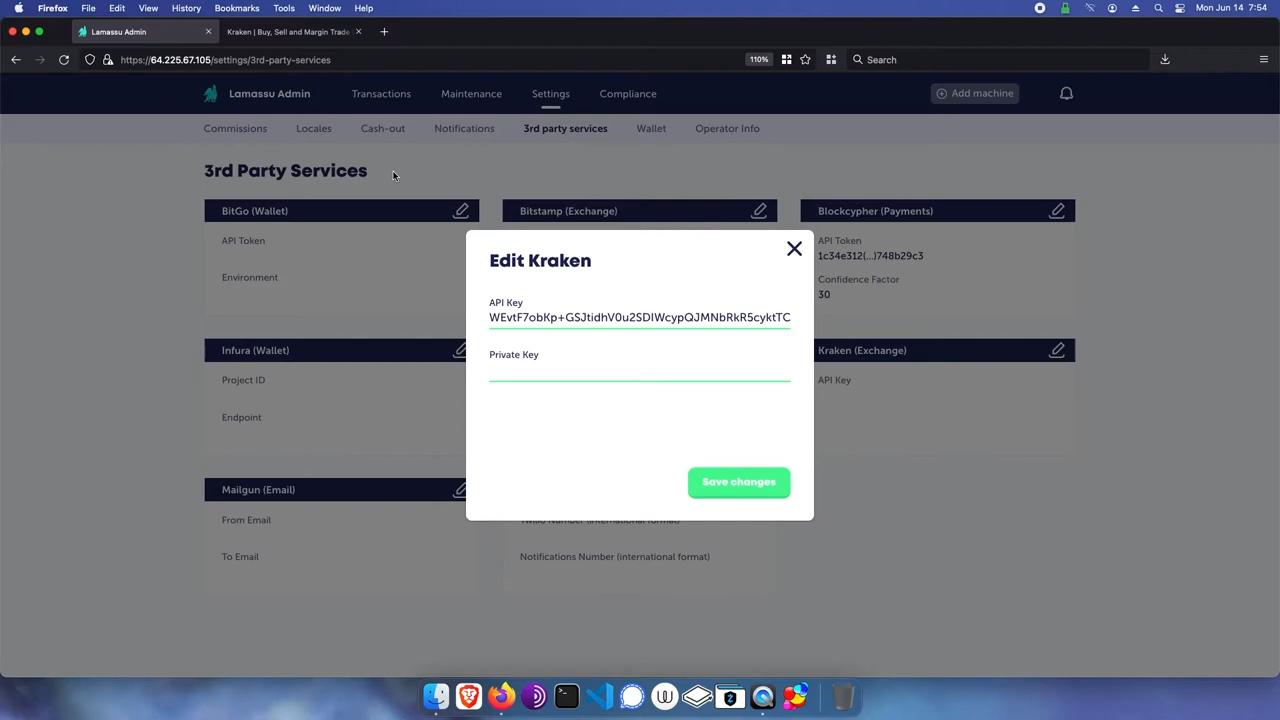 Firefox File Edit View History Bookmarks Tools Window Help Mon Jun 14 7:54
Lamassu Admin Kraken | Buy, Sell and Margin Trade
https://64.225.67.105/settings/3rd-party-services 110% Search
Lamassu Admin Transactions Maintenance Settings Compliance Add machine
Commissions Locales Cash-out Notifications 3rd party services Wallet Operator Info
3rd Party Services
BitGo (Wallet) Bitstamp (Exchange) Blockcypher (Payments)
API Token
Environment
API Token
1c34e312(...)748b29c3
Confidence Factor
30
Edit Kraken
API Key
WEvtF7obKp+GSJtidhV0u2SDIWcypQJMNbRkR5cyktTC
Private Key
Save changes
Infura (Wallet) Kraken (Exchange)
Project ID API Key
Endpoint
Mailgun (Email)
From Email Twilio Number (international format)
To Email Notifications Number (international format)